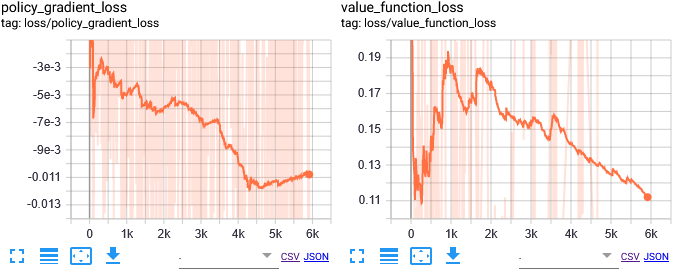 policy_gradient_loss
tag: loss/policy_gradient_loss
-3e-3
-5e-3
-7e-3
-9e-3
-0.011
-0.013
0 1k 2k 3k 4k 5k 6k
. CSV JSON
value_function_loss
tag: loss/value_function_loss
0.19
0.17
0.15
0.13
0.11
0 1k 2k 3k 4k 5k 6k
. CSV JSON